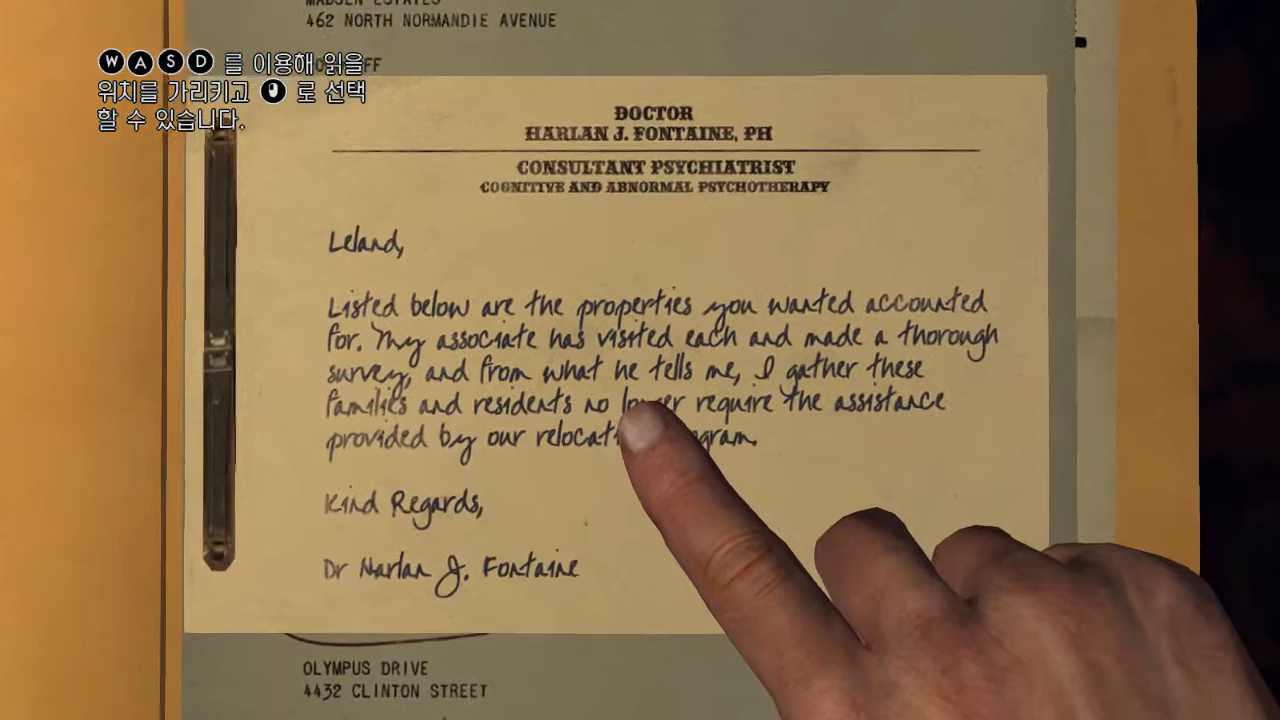 462 NORTH NORMANDIE AVENUE
W A S D 를 이용해 읽을
위치를 가리키고 로 선택
할 수 있습니다.
DOCTOR
HARLAN J. FONTAINE, PH
CONSULTANT PSYCHIATRIST
COGNITIVE AND ABNORMAL PSYCHOTHERAPY
Leland,
Listed below are the properties you wanted accounted
for. My associate has visited each and made a thorough
survey, and from what he tells me, I gather these
families and residents no longer require the assistance
provided by our
Kind Regards,
Dr Harlan J. Fontaine
OLYMPUS DRIVE
4432 CLINTON STREET